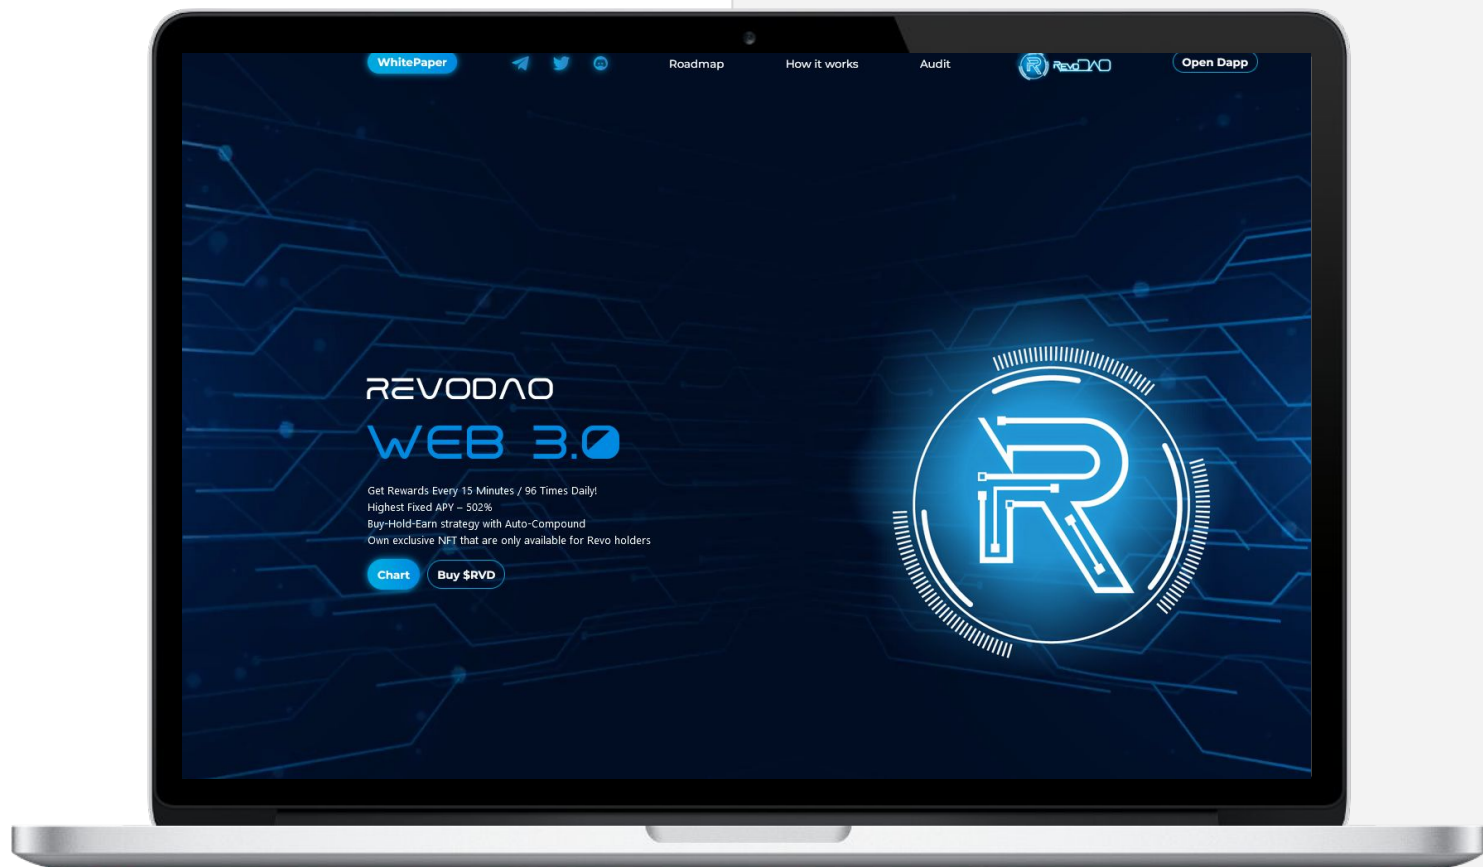 WhitePaper
Roadmap
How it works
Audit
REVODAO
Open Dapp
REVODAO
WEB 3.0
Get Rewards Every 15 Minutes / 96 Times Daily!
Highest Fixed APY – 502%
Buy-Hold-Earn strategy with Auto-Compound
Own exclusive NFT that are only available for Revo holders
Chart
Buy $RVD
R